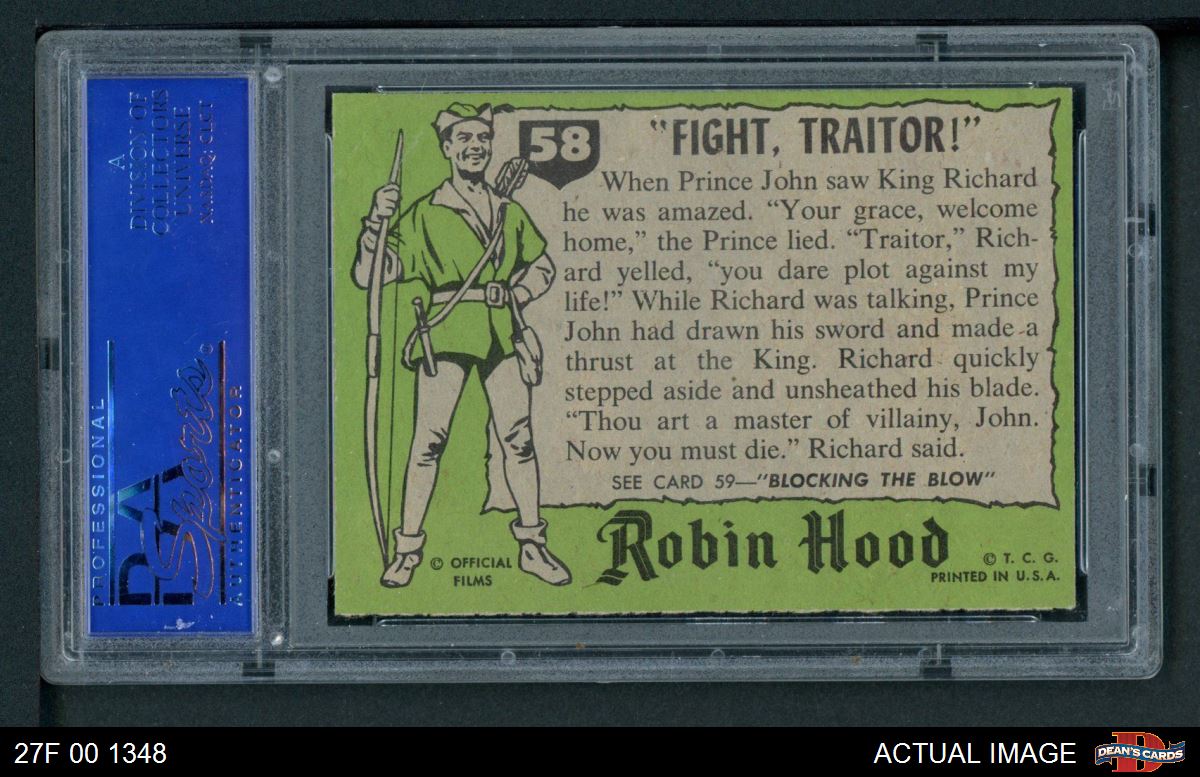 A
DIVISION OF
COLLECTORS
UNIVERSE
NASDAQ: CLCT
PROFESSIONAL
PSA
Sports
AUTHENTICATOR
58
"FIGHT, TRAITOR!"
When Prince John saw King Richard
he was amazed. "Your grace, welcome
home," the Prince lied. "Traitor," Rich-
ard yelled, "you dare plot against my
life!" While Richard was talking, Prince
John had drawn his sword and made a
thrust at the King. Richard quickly
stepped aside and unsheathed his blade.
"Thou art a master of villainy, John.
Now you must die." Richard said.
SEE CARD 59—"BLOCKING THE BLOW"
Robin Hood
© OFFICIAL
FILMS
© T. C. G.
PRINTED IN U.S.A.
27F 00 1348
ACTUAL IMAGE
D
DEAN'S CARDS